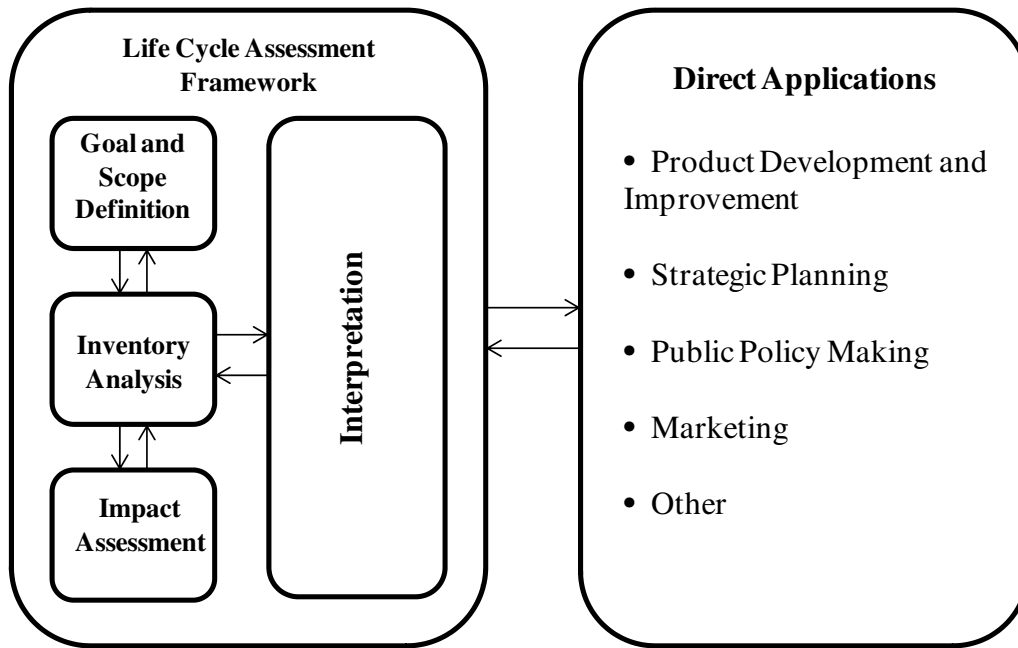 Life Cycle Assessment
Framework
Goal and
Scope
Definition
Inventory
Analysis
Impact
Assessment
Interpretation
Direct Applications
• Product Development and
Improvement
• Strategic Planning
• Public Policy Making
• Marketing
• Other